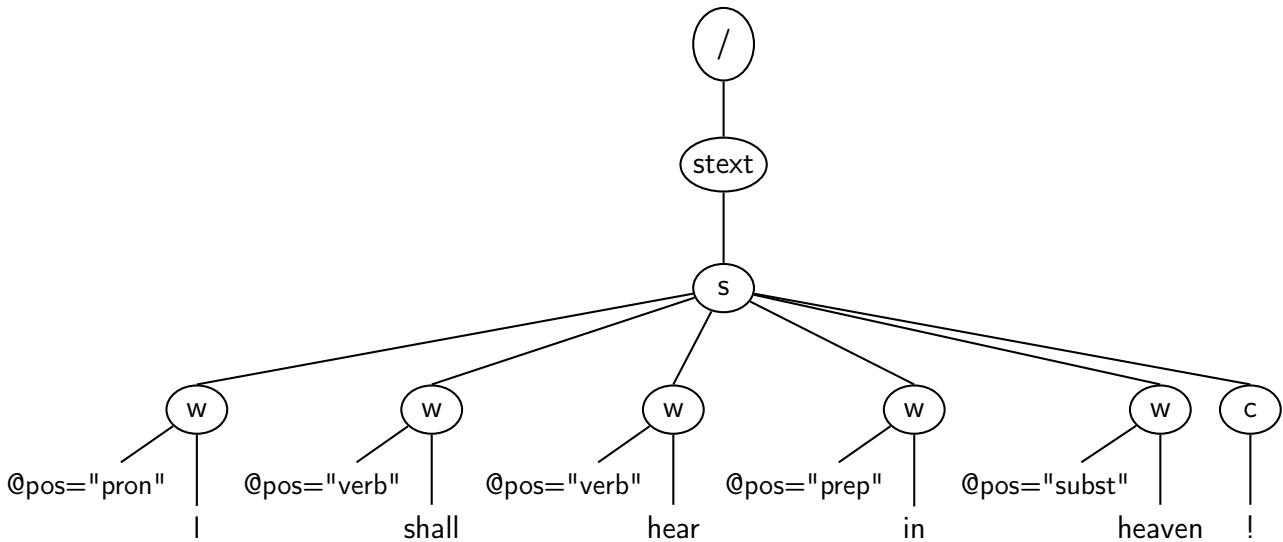 /
stext
s
w w w w w c
@pos="pron" @pos="verb" @pos="verb" @pos="prep" @pos="subst"
I shall hear in heaven !